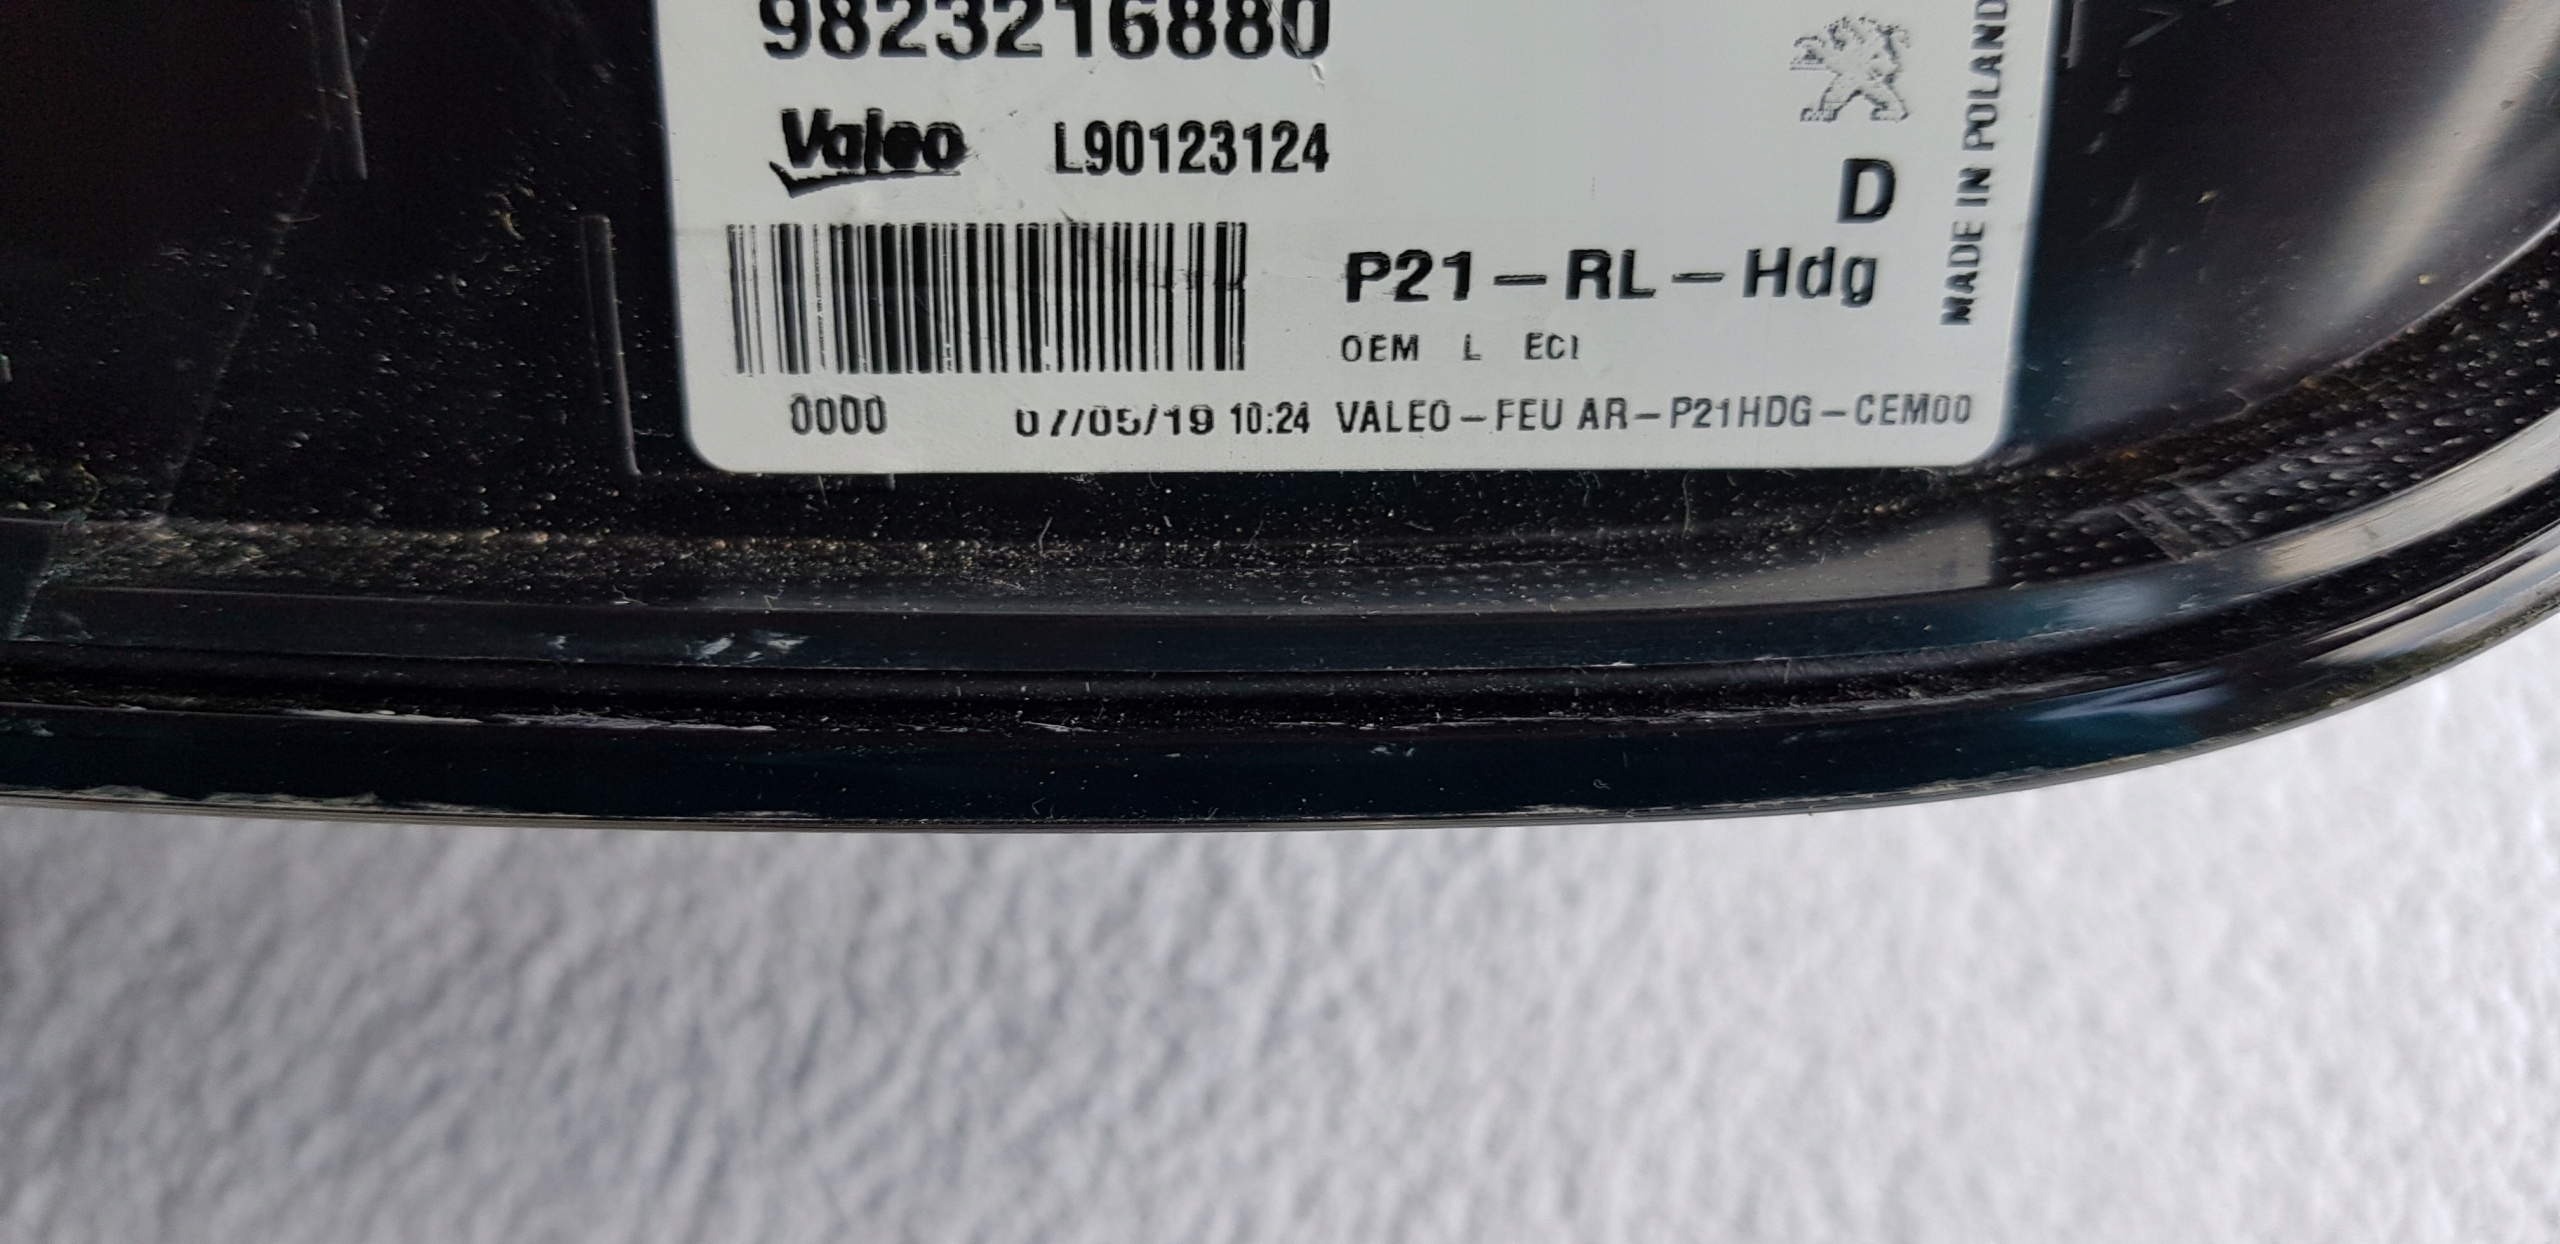 9823216880
Valeo L90123124
D
P21-RL-Hdg
OEM L ECI
0000 07/05/19 10:24 VALEO-FEU AR-P21HDG-CEM00
MADE IN POLAND